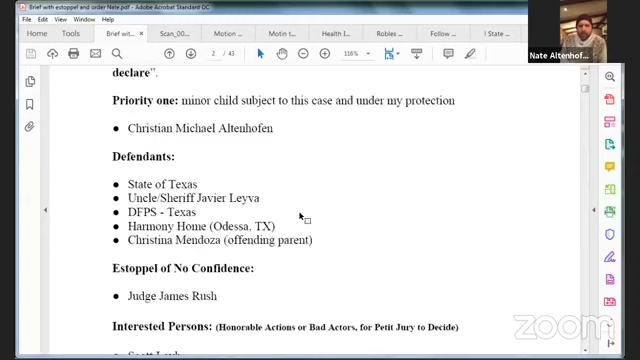 Brief with estoppel and order Nate.pdf - Adobe Acrobat Standard DC
File Edit View Sign Window Help
Home Tools Brief wit... × Scan_00... Motion ... Motin t... Health I... Robles ... Follow ... I State ...
2 / 43 116%
declare”.
Priority one: minor child subject to this case and under my protection
● Christian Michael Altenhofen
Defendants:
● State of Texas
● Uncle/Sheriff Javier Leyva
● DFPS - Texas
● Harmony Home (Odessa, TX)
● Christina Mendoza (offending parent)
Estoppel of No Confidence:
● Judge James Rush
Interested Persons: (Honorable Actions or Bad Actors, for Petit Jury to Decide)
Nate Altenhof...
zoom